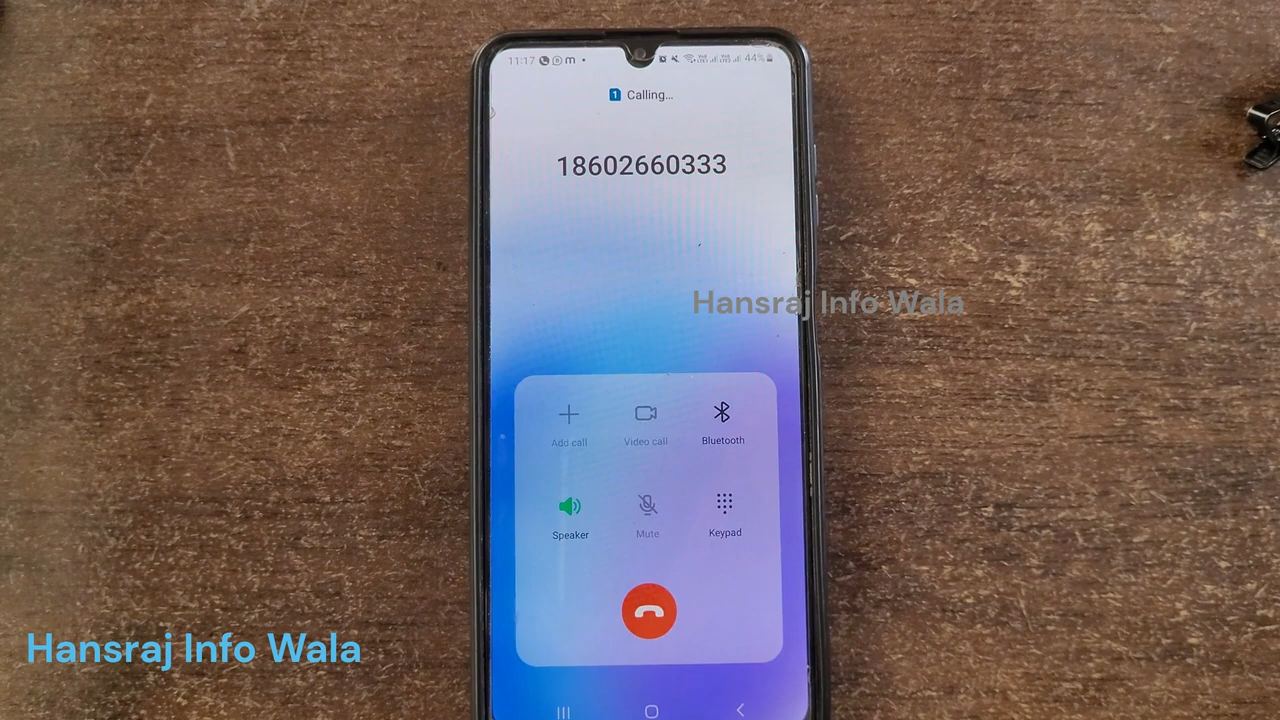 11:17 m 44%
1 Calling...
18602660333
Hansraj Info Wala
Add call Video call Bluetooth
Speaker Mute Keypad
Hansraj Info Wala